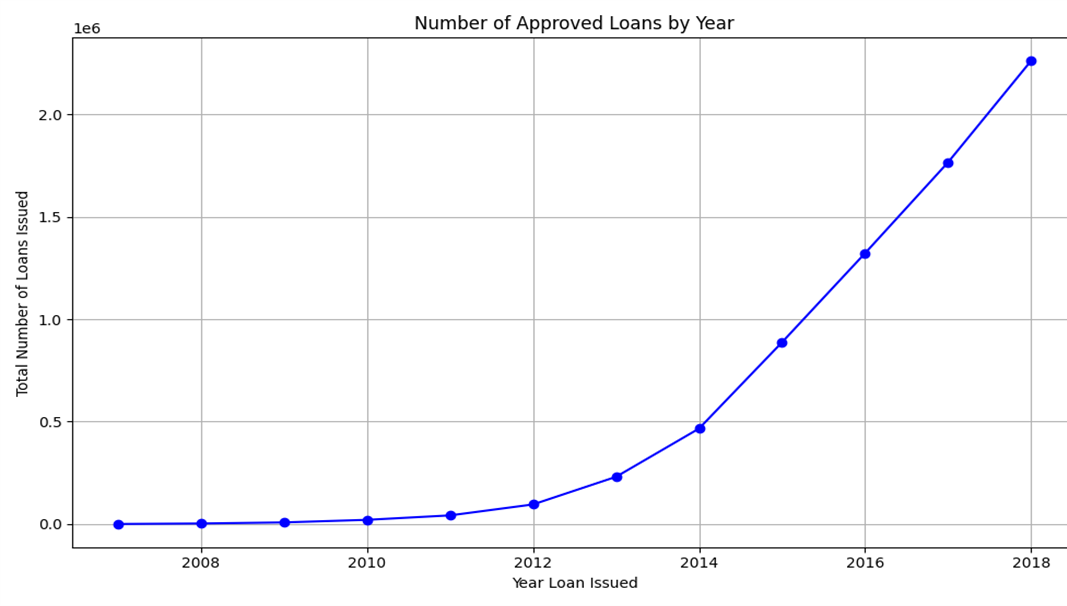 Number of Approved Loans by Year
1e6
2.0
1.5
1.0
0.5
0.0
Total Number of Loans Issued
2008 2010 2012 2014 2016 2018
Year Loan Issued